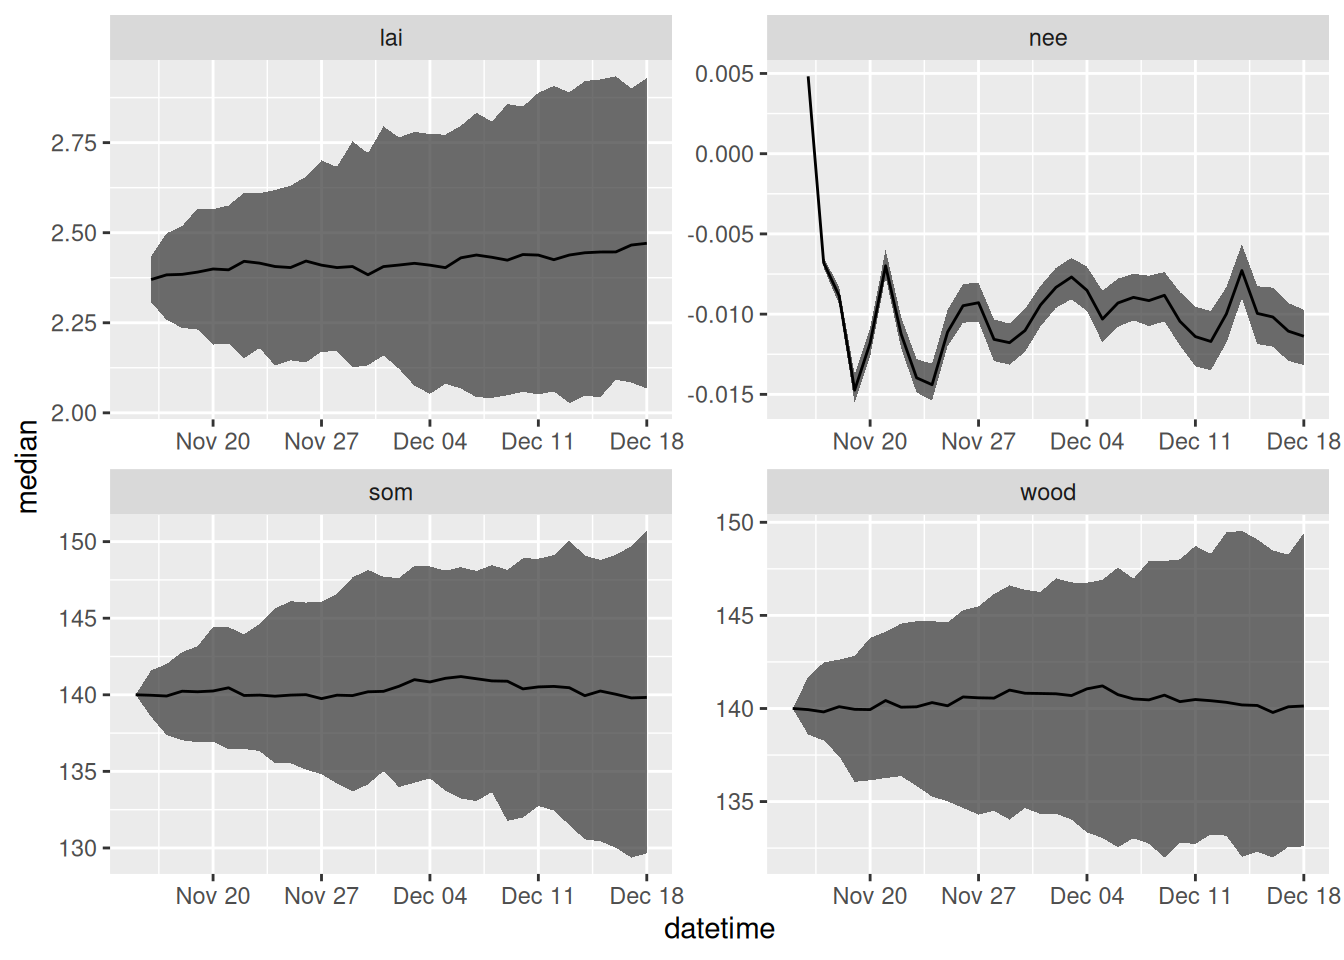 lai
2.75
2.50
2.25
2.00
Nov 20 Nov 27 Dec 04 Dec 11 Dec 18
nee
0.005
0.000
-0.005
-0.010
-0.015
Nov 20 Nov 27 Dec 04 Dec 11 Dec 18
median
som
150
145
140
135
130
Nov 20 Nov 27 Dec 04 Dec 11 Dec 18
wood
150
145
140
135
Nov 20 Nov 27 Dec 04 Dec 11 Dec 18
datetime